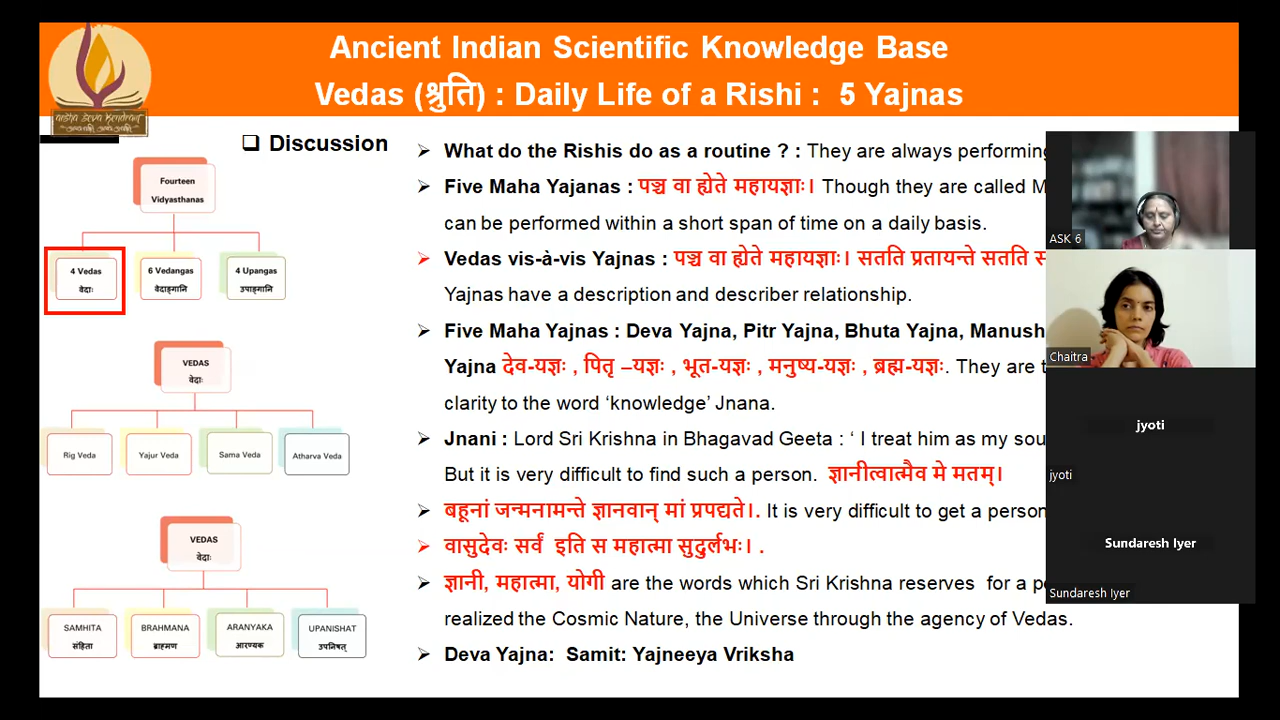 Ancient Indian Scientific Knowledge Base
Vedas (श्रुति) : Daily Life of a Rishi : 5 Yajnas
Discussion
Fourteen
Vidyasthanas
4 Vedas
वेदाः
6 Vedangas
वेदाङ्गानि
4 Upangas
उपाङ्गानि
VEDAS
वेदाः
Rig Veda
Yajur Veda
Sama Veda
Atharva Veda
VEDAS
वेदाः
SAMHITA
संहिता
BRAHMANA
ब्राह्मण
ARANYAKA
आरण्यक
UPANISHAT
उपनिषत्
What do the Rishis do as a routine ? : They are always performing
Five Maha Yajanas : पञ्च वा ह्येते महायज्ञाः। Though they are called M
can be performed within a short span of time on a daily basis.
Vedas vis-à-vis Yajnas : पञ्च वा ह्येते महायज्ञाः। सतति प्रतायन्ते सतति स
Yajnas have a description and describer relationship.
Five Maha Yajnas : Deva Yajna, Pitr Yajna, Bhuta Yajna, Manush
Yajna देव-यज्ञः , पितृ –यज्ञः , भूत-यज्ञः , मनुष्य-यज्ञः , ब्रह्म-यज्ञः. They are t
clarity to the word ‘knowledge’ Jnana.
Jnani : Lord Sri Krishna in Bhagavad Geeta : ‘ I treat him as my sou
But it is very difficult to find such a person. ज्ञानीत्वात्मैव मे मतम्।
बहूनां जन्मनामन्ते ज्ञानवान् मां प्रपद्यते।. It is very difficult to get a person
वासुदेवः सर्वं इति स महात्मा सुदुर्लभः। .
ज्ञानी, महात्मा, योगी are the words which Sri Krishna reserves for a pe
realized the Cosmic Nature, the Universe through the agency of Vedas.
Deva Yajna: Samit: Yajneeya Vriksha
ASK 6
Chaitra
jyoti
jyoti
Sundaresh Iyer
Sundaresh Iyer